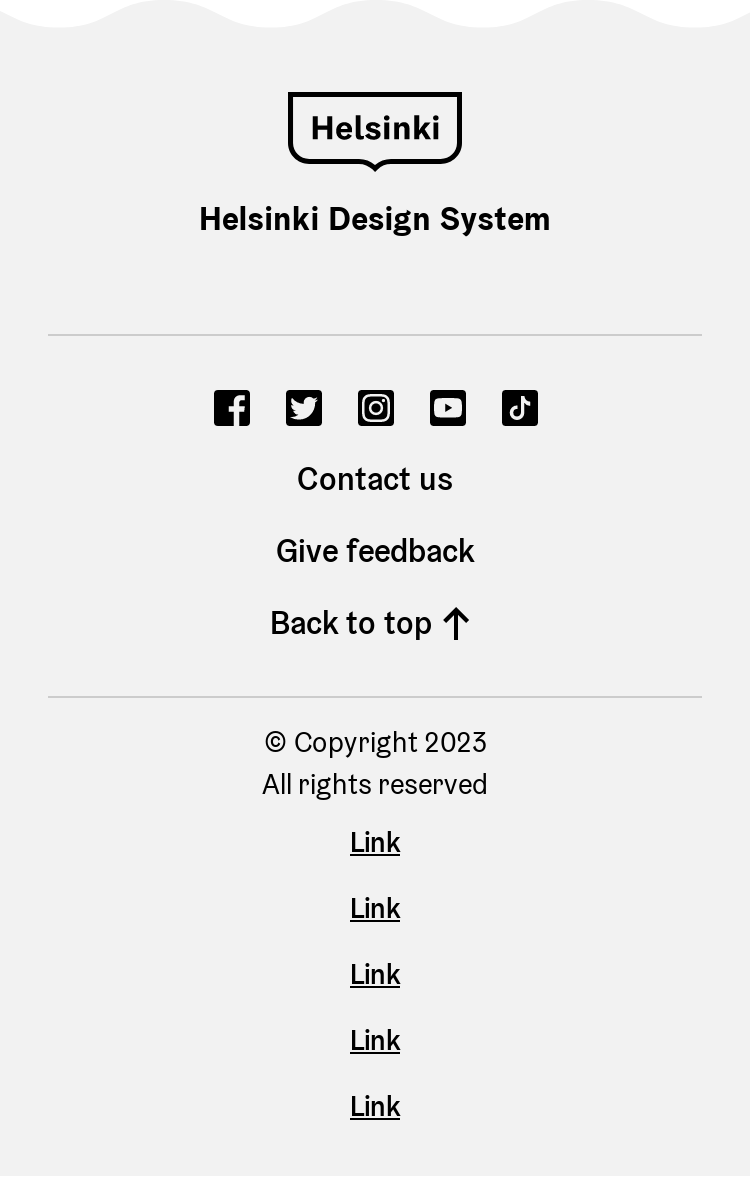 Helsinki
Helsinki Design System
Contact us
Give feedback
Back to top
© Copyright 2023
All rights reserved
Link
Link
Link
Link
Link